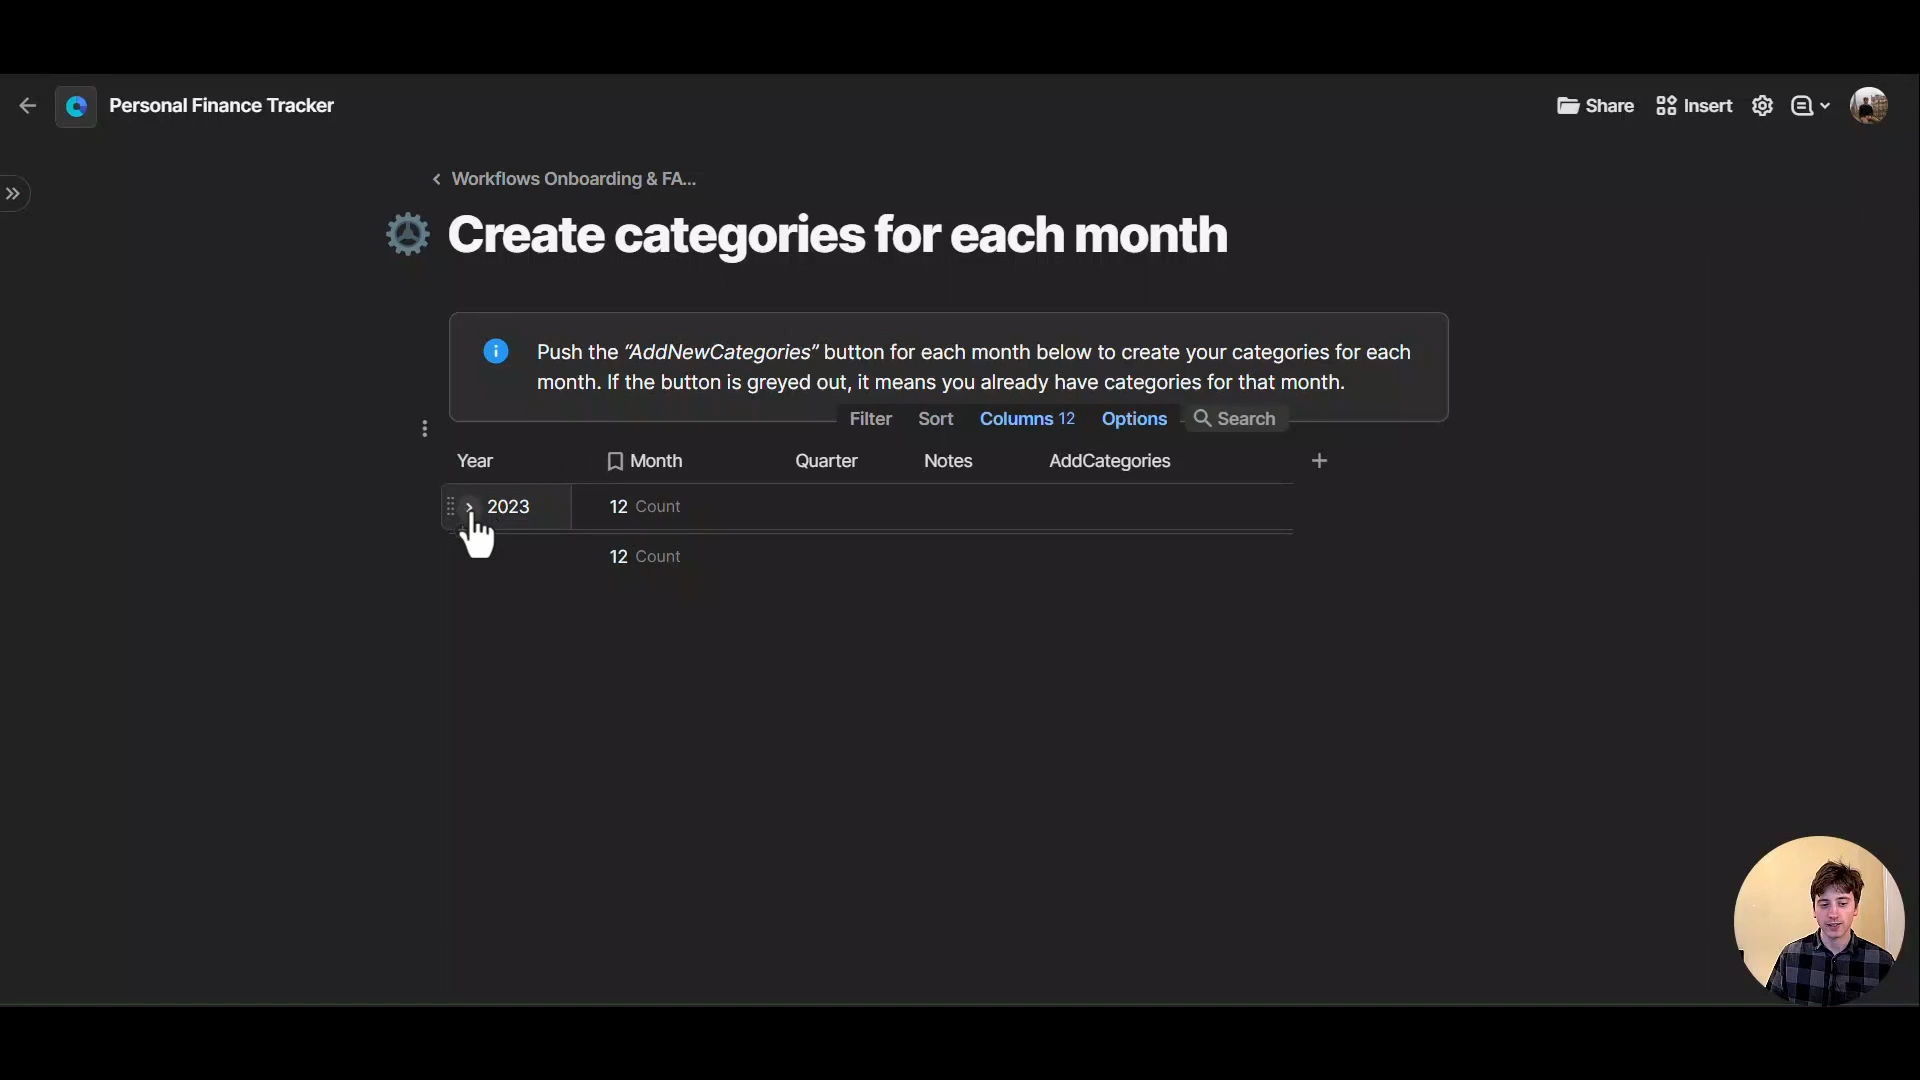 Personal Finance Tracker
Share
Insert
Workflows Onboarding & FA...
Create categories for each month
Push the "AddNewCategories" button for each month below to create your categories for each
month. If the button is greyed out, it means you already have categories for that month.
Filter
Sort
Columns 12
Options
Search
Year
Month
Quarter
Notes
AddCategories
2023
12 Count
12 Count